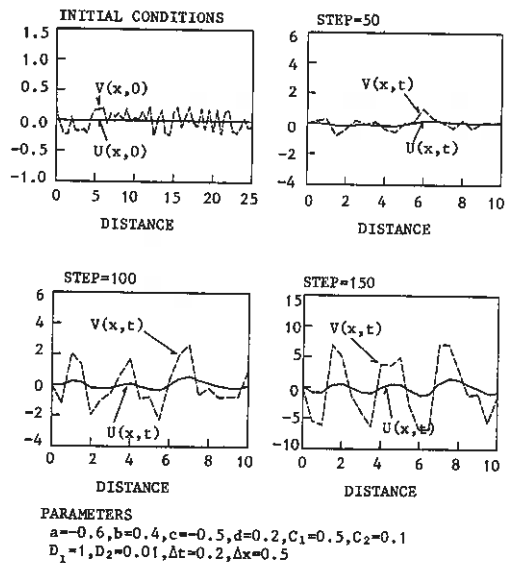 INITIAL CONDITIONS
1.5
1.0
0.5
0.0
-0.5
-1.0
V(x,0)
U(x,0)
0 5 10 15 20 25
DISTANCE
STEP=50
6
4
2
0
-2
-4
V(x,t)
U(x,t)
0 2 4 6 8 10
DISTANCE
STEP=100
6
4
2
0
-2
-4
V(x,t)
U(x,t)
0 2 4 6 8 10
DISTANCE
STEP=150
15
10
5
0
-5
-10
V(x,t)
U(x,t)
0 2 4 6 8 10
DISTANCE
PARAMETERS
a=-0.6,b=0.4,c=-0.5,d=0.2,C₁=0.5,C₂=0.1
D₁=1,D₂=0.01,Δt=0.2,Δx=0.5